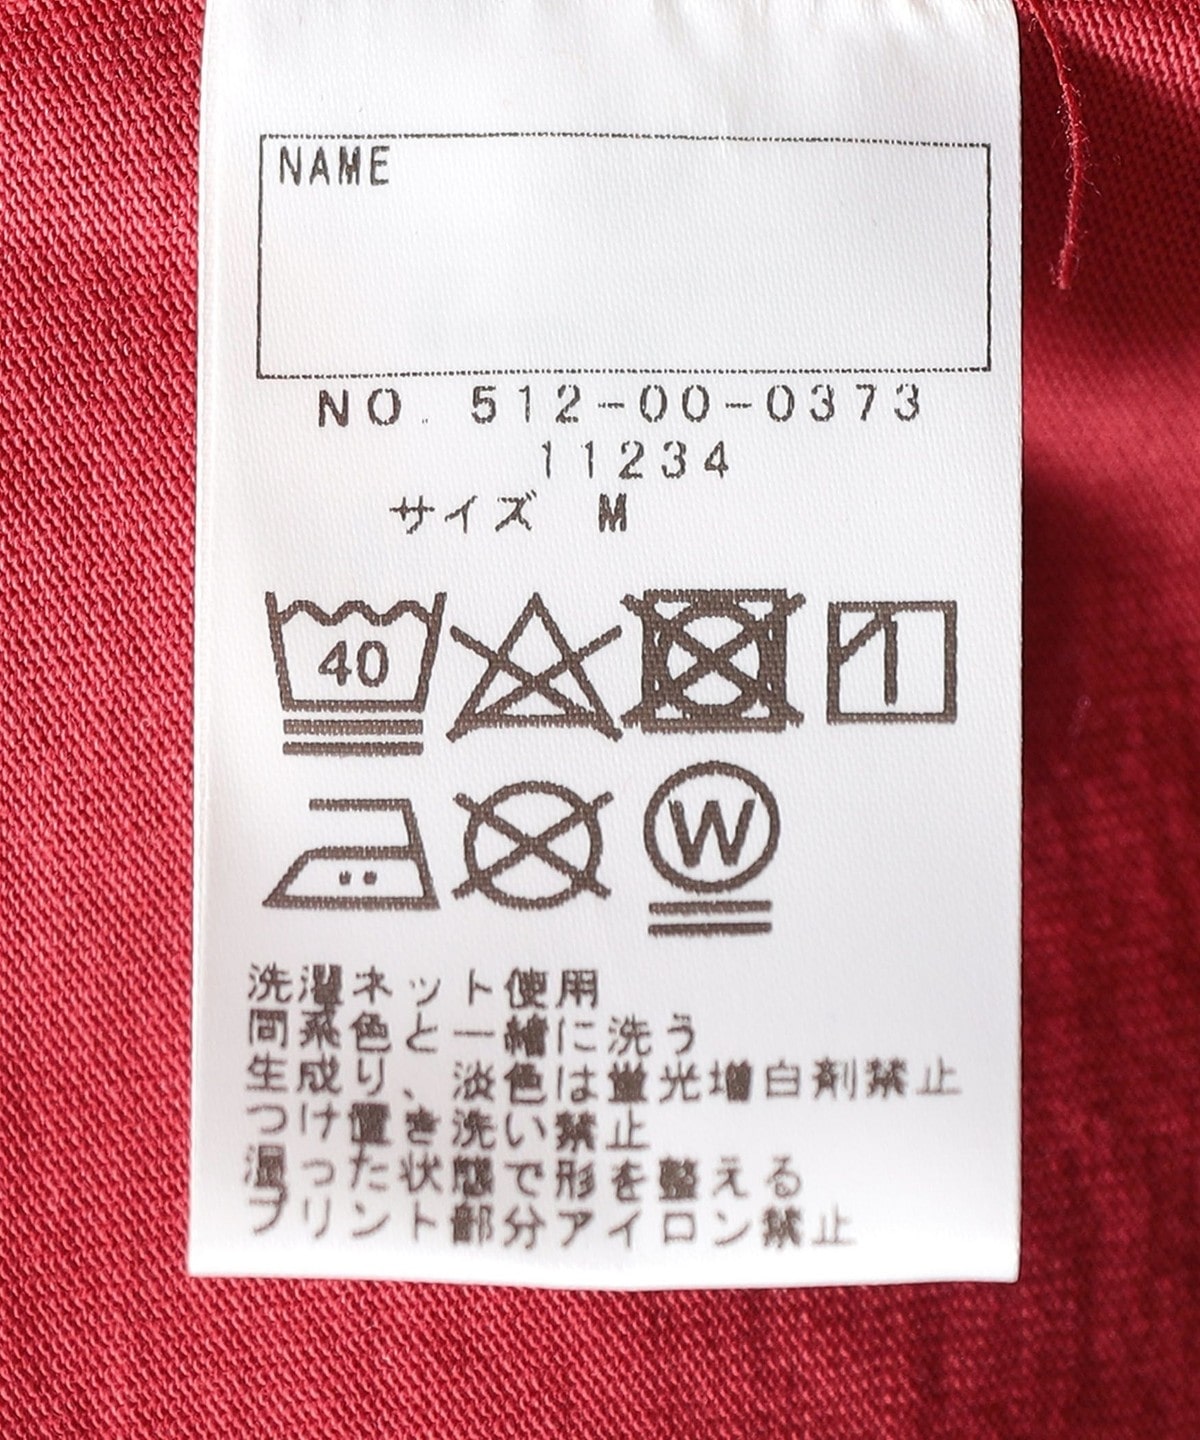 NAME
NO. 512-00-0373
11234
サイズ M
40
W
洗濯ネット使用
同系色と一緒に洗う
生成り、淡色は蛍光増白剤禁止
つけ置き洗い禁止
湿った状態で形を整える
プリント部分アイロン禁止